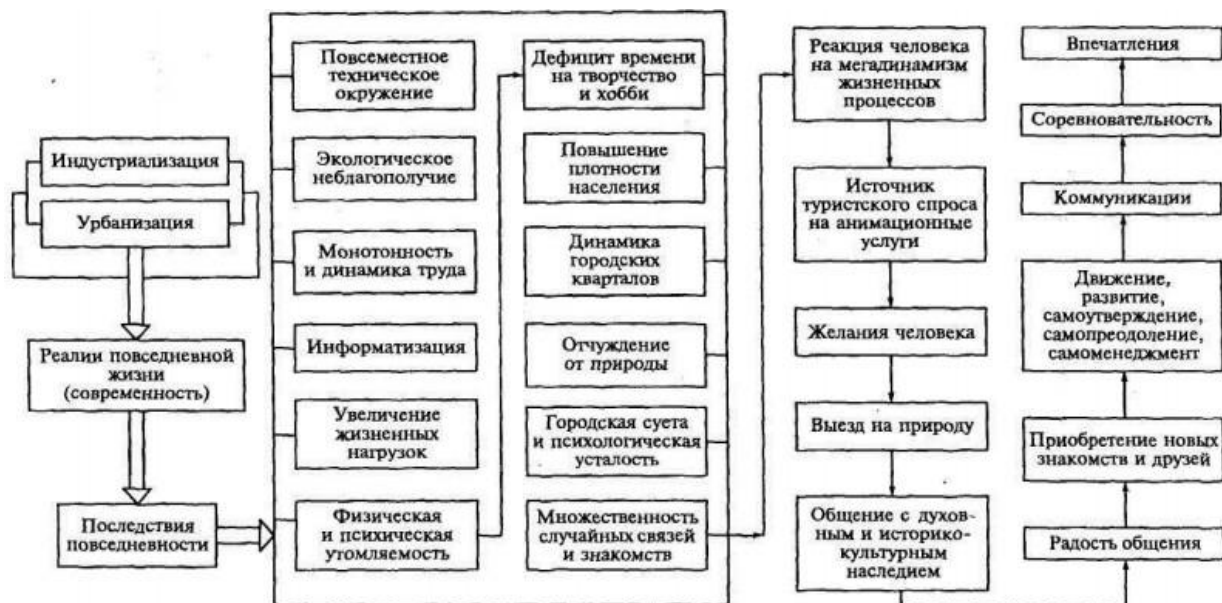 Индустриализация
Урбанизация
Реалии повседневной
жизни
(современность)
Последствия
повседневности
Повсеместное
техническое
окружение
Экологическое
неблагополучие
Монотонность
и динамика труда
Информатизация
Увеличение
жизненных
нагрузок
Физическая
и психическая
утомляемость
Дефицит времени
на творчество
и хобби
Повышение
плотности
населения
Динамика
городских
кварталов
Отчуждение
от природы
Городская суета
и психологическая
усталость
Множественность
случайных связей
и знакомств
Реакция человека
на мегадинамизм
жизненных
процессов
Источник
туристского спроса
на анимационные
услуги
Желания человека
Выезд на природу
Общение с духов-
ным и историко-
культурным
наследием
Радость общения
Приобретение новых
знакомств и друзей
Движение,
развитие,
самоутверждение,
самопреодоление,
самоменеджмент
Коммуникации
Соревновательность
Впечатления